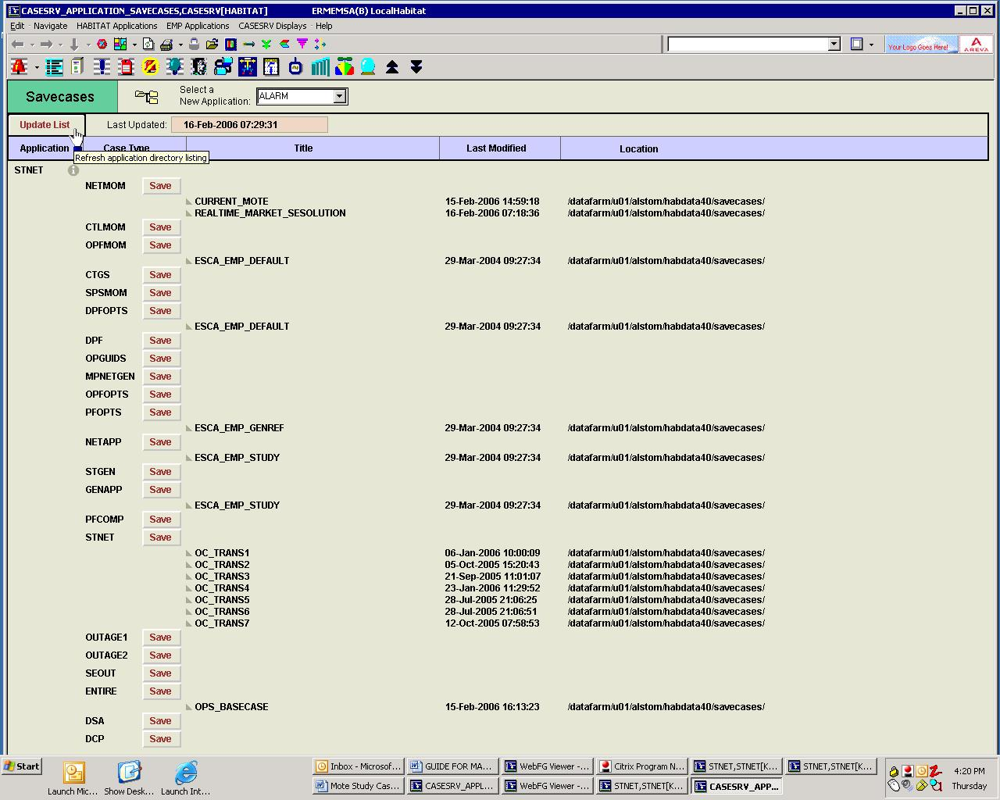 CASESRV_APPLICATION_SAVECASES,CASESRV[HABITAT] ERMEMSA(B) LocalHabitat
Edit Navigate HABITAT Applications EMP Applications CASESRV Displays Help
Your Logo Goes Here!
A
AREVA
Savecases
Select a
New Application: ALARM
Update List Last Updated: 16-Feb-2006 07:29:31
Application Case Type Title Last Modified Location
Refresh application directory listing
STNET
NETMOM Save
CURRENT_MOTE 15-Feb-2006 14:59:18 /datafarm/u01/alstom/habdata40/savecases/
REALTIME_MARKET_SESOLUTION 16-Feb-2006 07:18:36 /datafarm/u01/alstom/habdata40/savecases/
CTLMOM Save
OPFMOM Save
ESCA_EMP_DEFAULT 29-Mar-2004 09:27:34 /datafarm/u01/alstom/habdata40/savecases/
CTGS Save
SPSMOM Save
DPFOPTS Save
ESCA_EMP_DEFAULT 29-Mar-2004 09:27:34 /datafarm/u01/alstom/habdata40/savecases/
DPF Save
OPGUIDS Save
MPNETGEN Save
OPFOPTS Save
PFOPTS Save
ESCA_EMP_GENREF 29-Mar-2004 09:27:34 /datafarm/u01/alstom/habdata40/savecases/
NETAPP Save
ESCA_EMP_STUDY 29-Mar-2004 09:27:34 /datafarm/u01/alstom/habdata40/savecases/
STGEN Save
GENAPP Save
ESCA_EMP_STUDY 29-Mar-2004 09:27:34 /datafarm/u01/alstom/habdata40/savecases/
PFCOMP Save
STNET Save
OC_TRANS1 06-Jan-2006 10:00:09 /datafarm/u01/alstom/habdata40/savecases/
OC_TRANS2 05-Oct-2005 15:20:43 /datafarm/u01/alstom/habdata40/savecases/
OC_TRANS3 21-Sep-2005 11:01:07 /datafarm/u01/alstom/habdata40/savecases/
OC_TRANS4 23-Jan-2006 11:29:52 /datafarm/u01/alstom/habdata40/savecases/
OC_TRANS5 28-Jul-2005 21:06:25 /datafarm/u01/alstom/habdata40/savecases/
OC_TRANS6 28-Jul-2005 21:06:51 /datafarm/u01/alstom/habdata40/savecases/
OC_TRANS7 12-Oct-2005 07:58:53 /datafarm/u01/alstom/habdata40/savecases/
OUTAGE1 Save
OUTAGE2 Save
SEOUT Save
ENTIRE Save
OPS_BASECASE 15-Feb-2006 16:13:23 /datafarm/u01/alstom/habdata40/savecases/
DSA Save
DCP Save
Start
Launch Mic... Show Desk... Launch Int...
Inbox - Microsof... GUIDE FOR MA... WebFG Viewer -... Citrix Program N... STNET,STNET[K... STNET,STNET[K...
Mote Study Cas... CASESRV_APPL... WebFG Viewer -... STNET,STNET[K... CASESRV_APP...
4:20 PM
Thursday